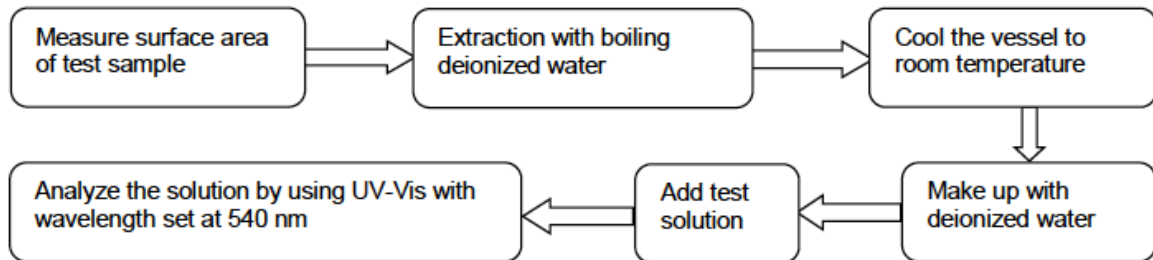 Measure surface area
of test sample
Extraction with boiling
deionized water
Cool the vessel to
room temperature
Make up with
deionized water
Add test
solution
Analyze the solution by using UV-Vis with
wavelength set at 540 nm